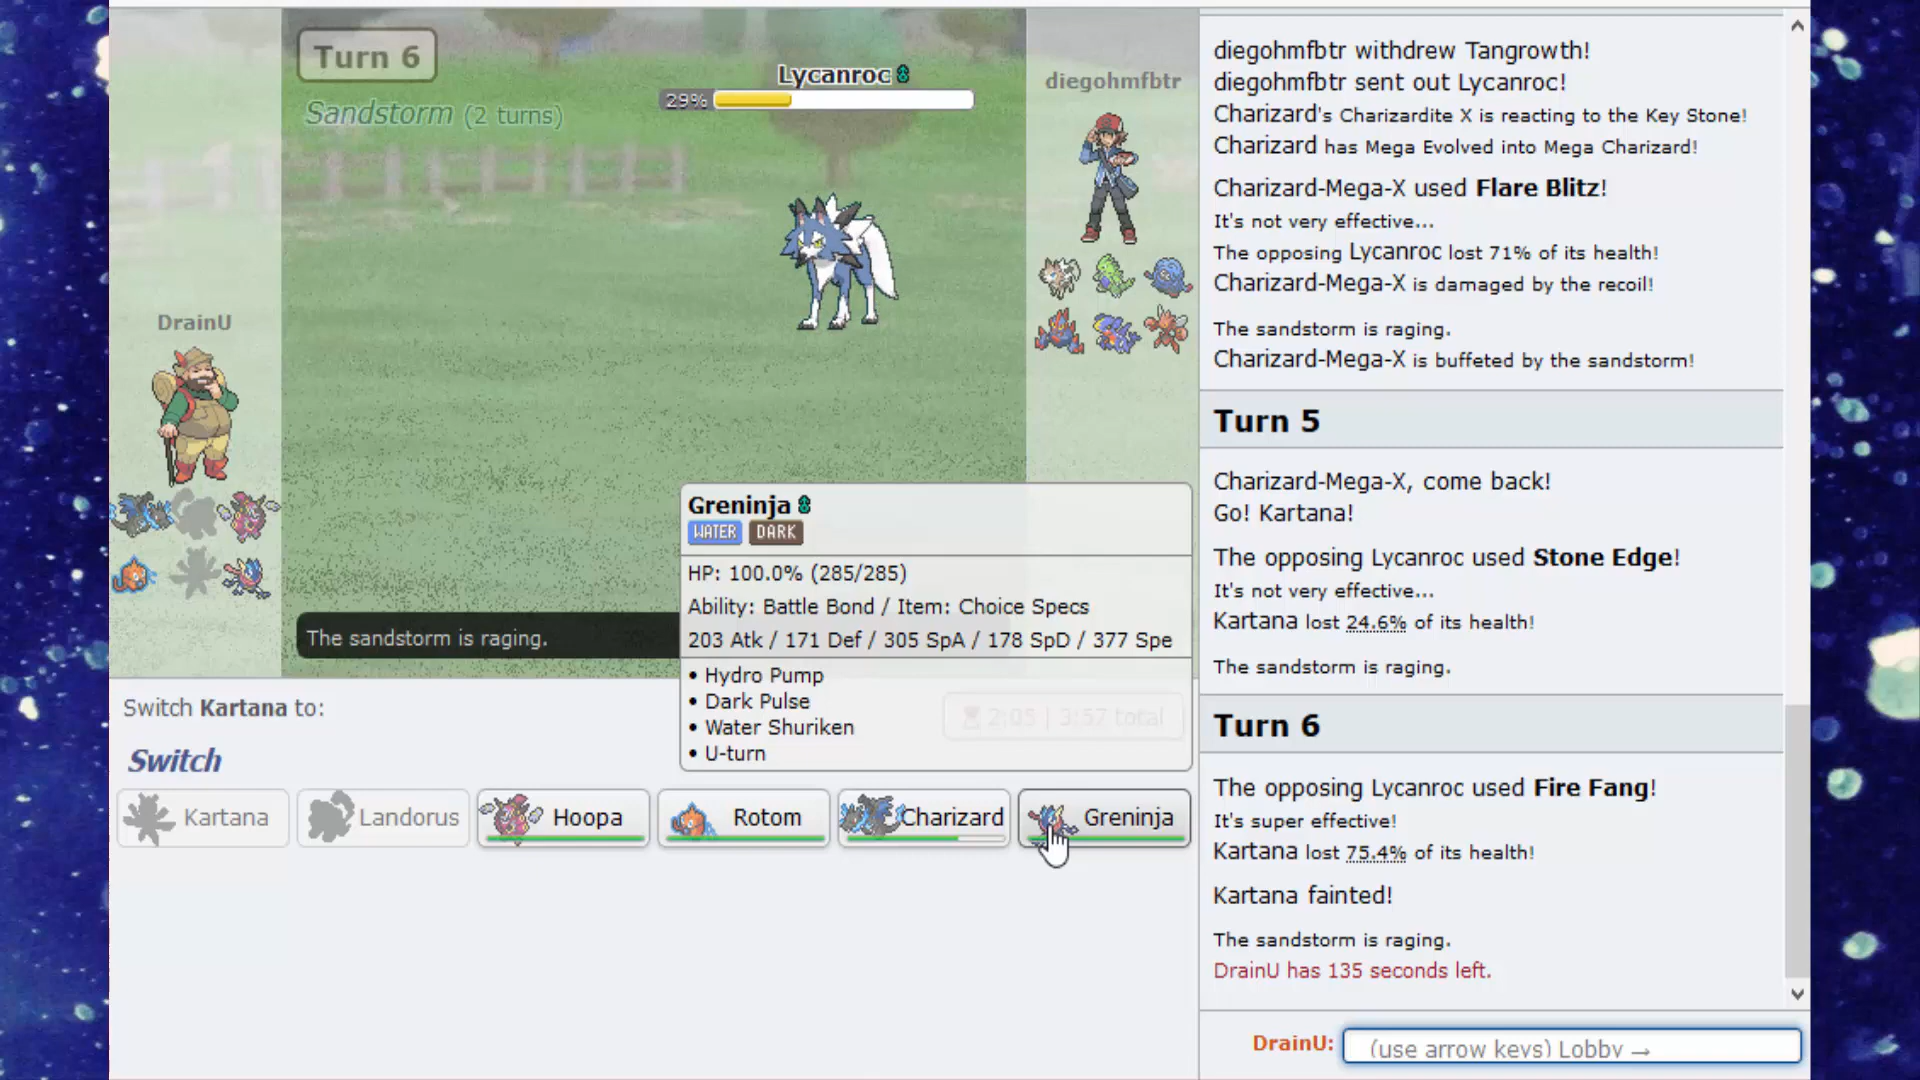 Turn 6
Sandstorm (2 turns)
Lycanroc
29%
diegohmfbtr
DrainU
The sandstorm is raging.
Greninja
WATER DARK
HP: 100.0% (285/285)
Ability: Battle Bond / Item: Choice Specs
203 Atk / 171 Def / 305 SpA / 178 SpD / 377 Spe
• Hydro Pump
• Dark Pulse
• Water Shuriken
• U-turn
2:05 | 3:57 total
Switch Kartana to:
Switch
Kartana
Landorus
Hoopa
Rotom
Charizard
Greninja
diegohmfbtr withdrew Tangrowth!
diegohmfbtr sent out Lycanroc!
Charizard's Charizardite X is reacting to the Key Stone!
Charizard has Mega Evolved into Mega Charizard!
Charizard-Mega-X used Flare Blitz!
It's not very effective...
The opposing Lycanroc lost 71% of its health!
Charizard-Mega-X is damaged by the recoil!
The sandstorm is raging.
Charizard-Mega-X is buffeted by the sandstorm!
Turn 5
Charizard-Mega-X, come back!
Go! Kartana!
The opposing Lycanroc used Stone Edge!
It's not very effective...
Kartana lost 24.6% of its health!
The sandstorm is raging.
Turn 6
The opposing Lycanroc used Fire Fang!
It's super effective!
Kartana lost 75.4% of its health!
Kartana fainted!
The sandstorm is raging.
DrainU has 135 seconds left.
DrainU: (use arrow keys) Lobby →